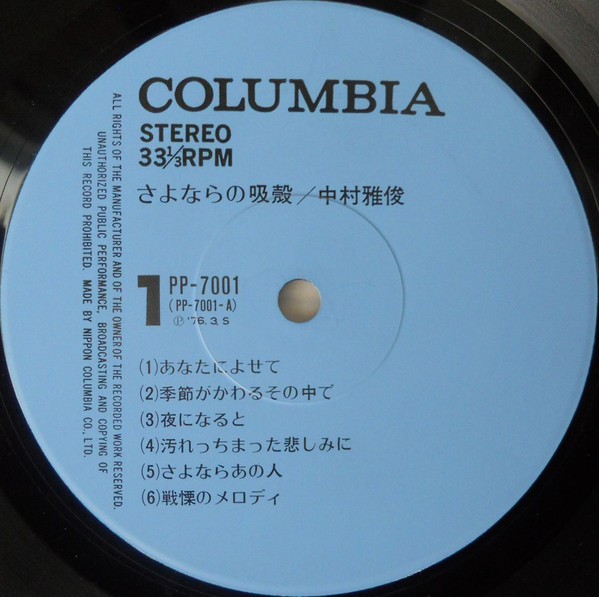 COLUMBIA
STEREO
33⅓RPM
さよならの吸殻/中村雅俊
1
PP-7001
(PP-7001-A)
Ⓟ '76.3.5
(1)あなたによせて
(2)季節がかわるその中で
(3)夜になると
(4)汚れっちまった悲しみに
(5)さよならあの人
(6)戦慄のメロディ
ALL RIGHTS OF THE MANUFACTURER AND OF THE OWNER OF THE RECORDED WORK RESERVED.
UNAUTHORIZED PUBLIC PERFORMANCE, BROADCASTING AND COPYING OF
THIS RECORD PROHIBITED. MADE BY NIPPON COLUMBIA CO., LTD.